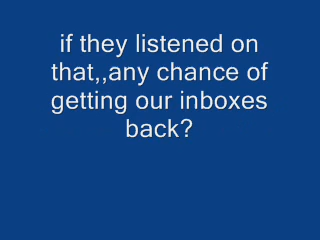 if they listened on
that,,any chance of
getting our inboxes
back?